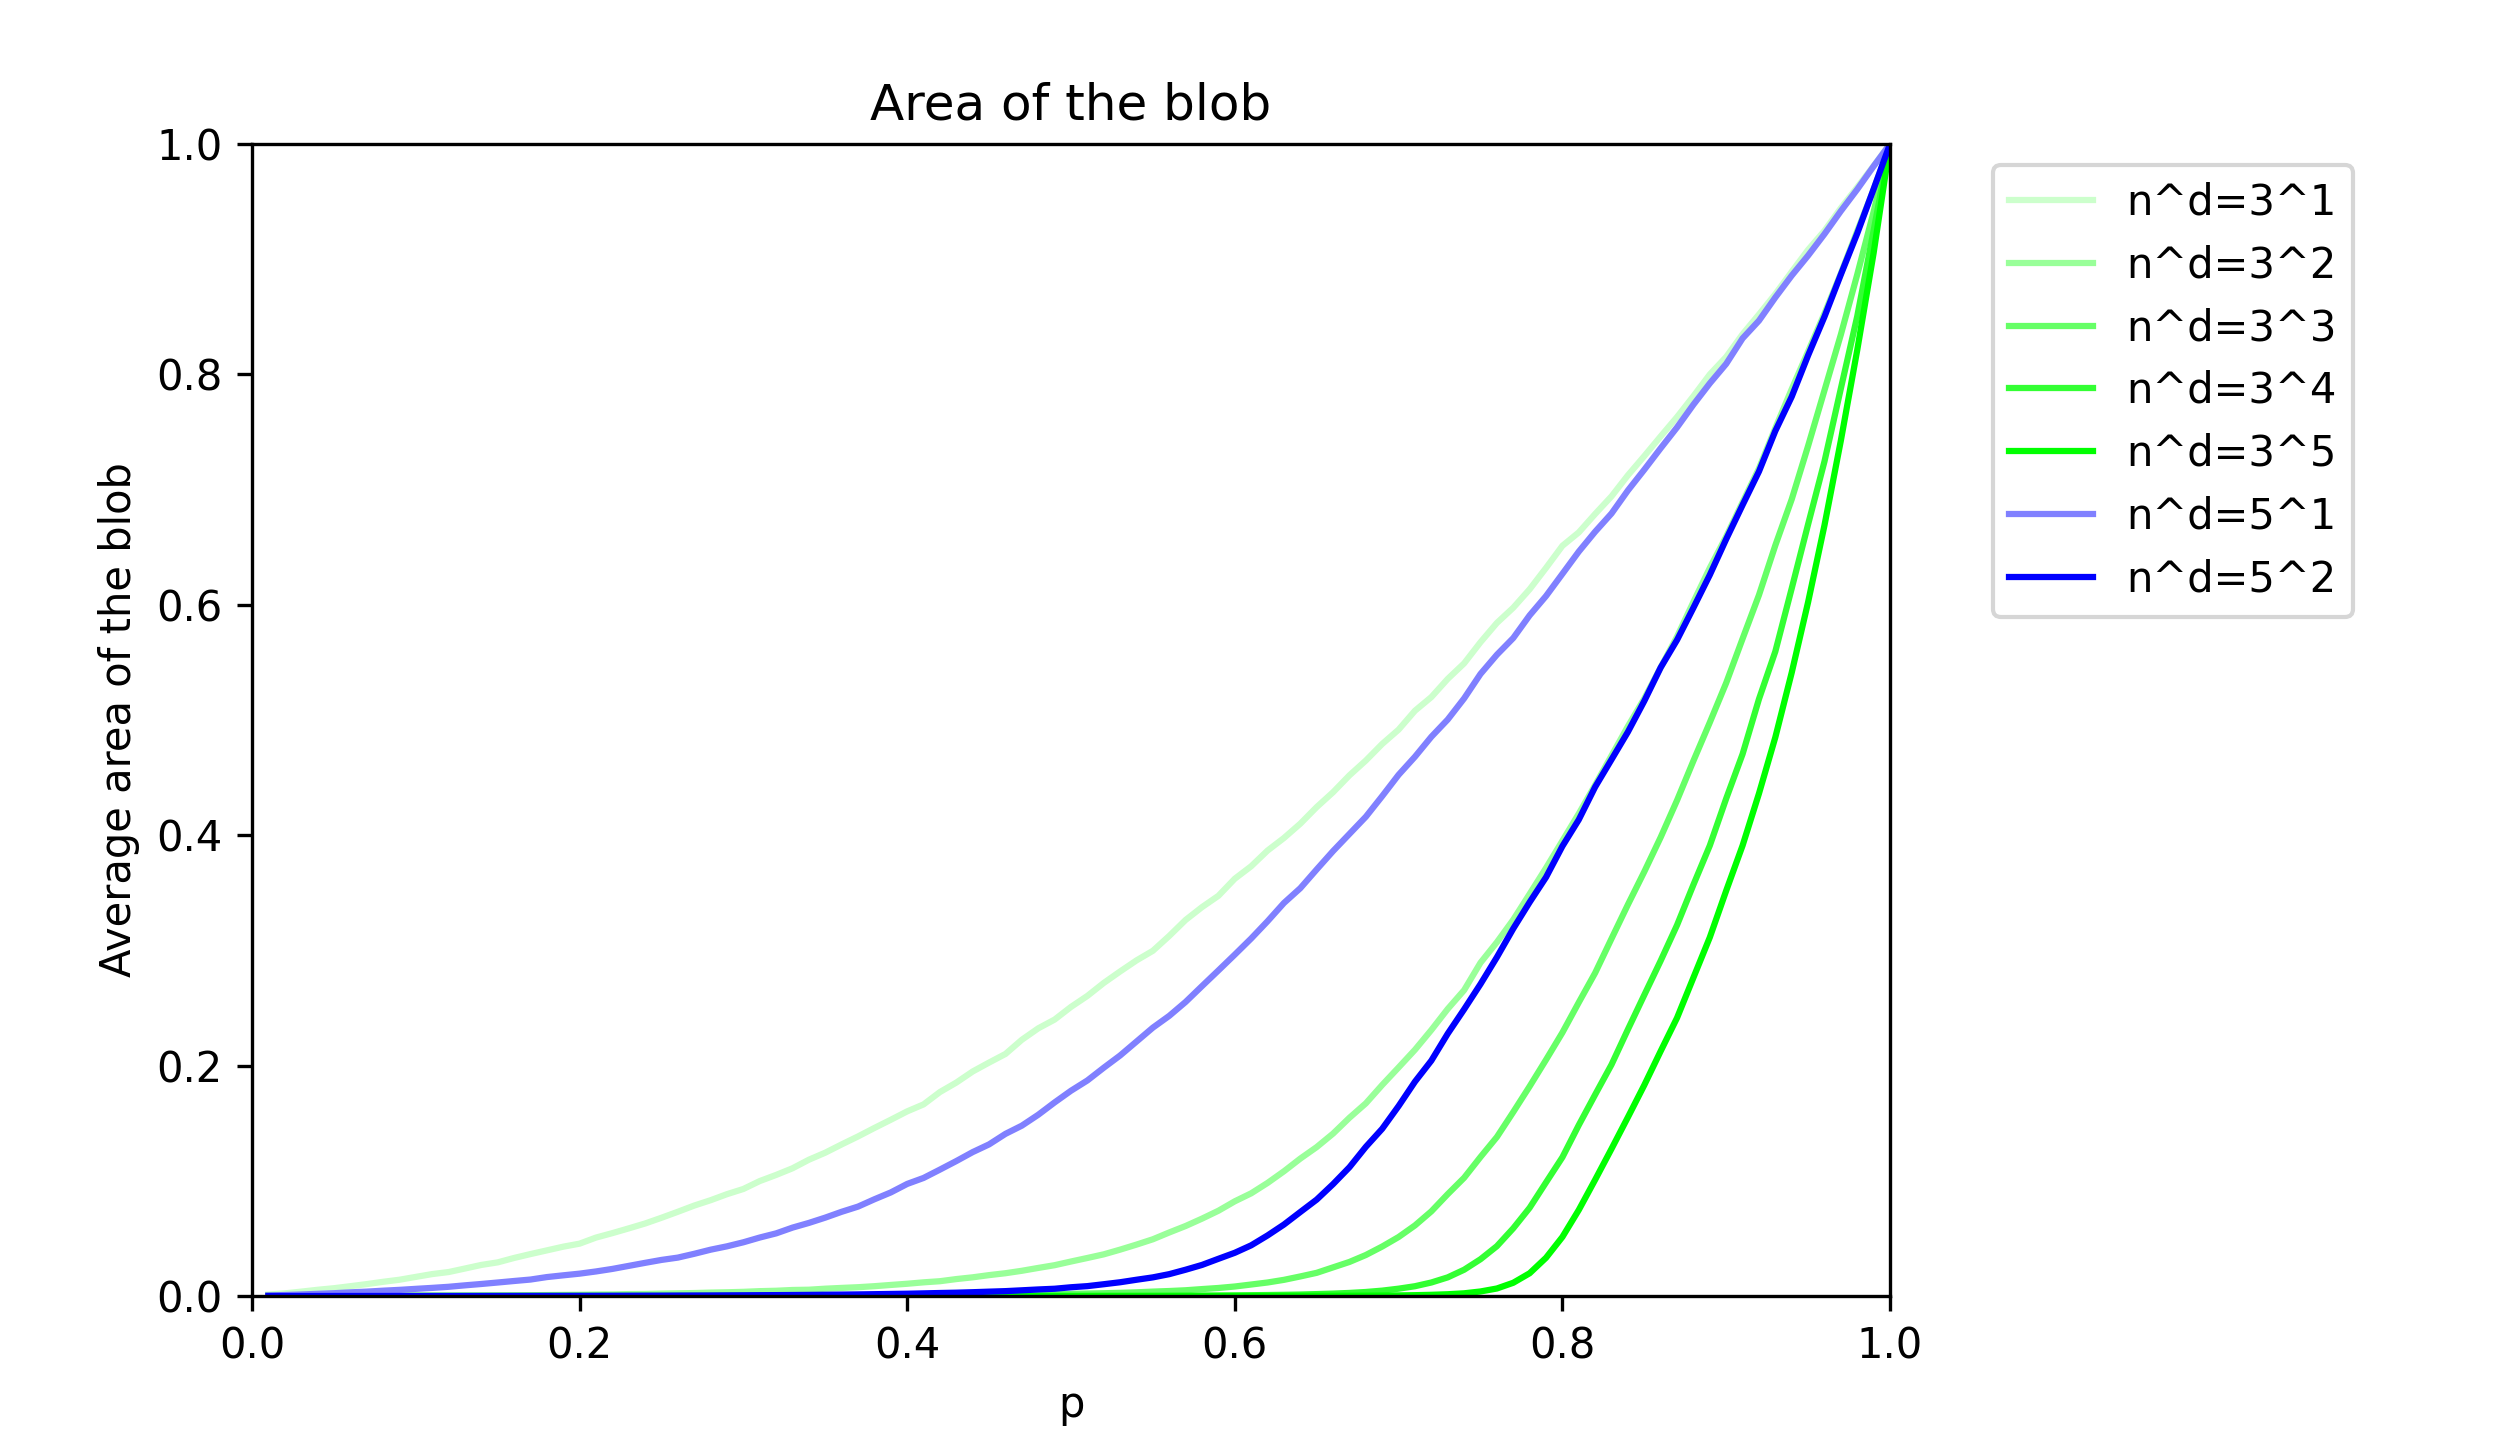 Area of the blob
Average area of the blob
1.0
0.8
0.6
0.4
0.2
0.0
0.0 0.2 0.4 0.6 0.8 1.0
p
n^d=3^1
n^d=3^2
n^d=3^3
n^d=3^4
n^d=3^5
n^d=5^1
n^d=5^2